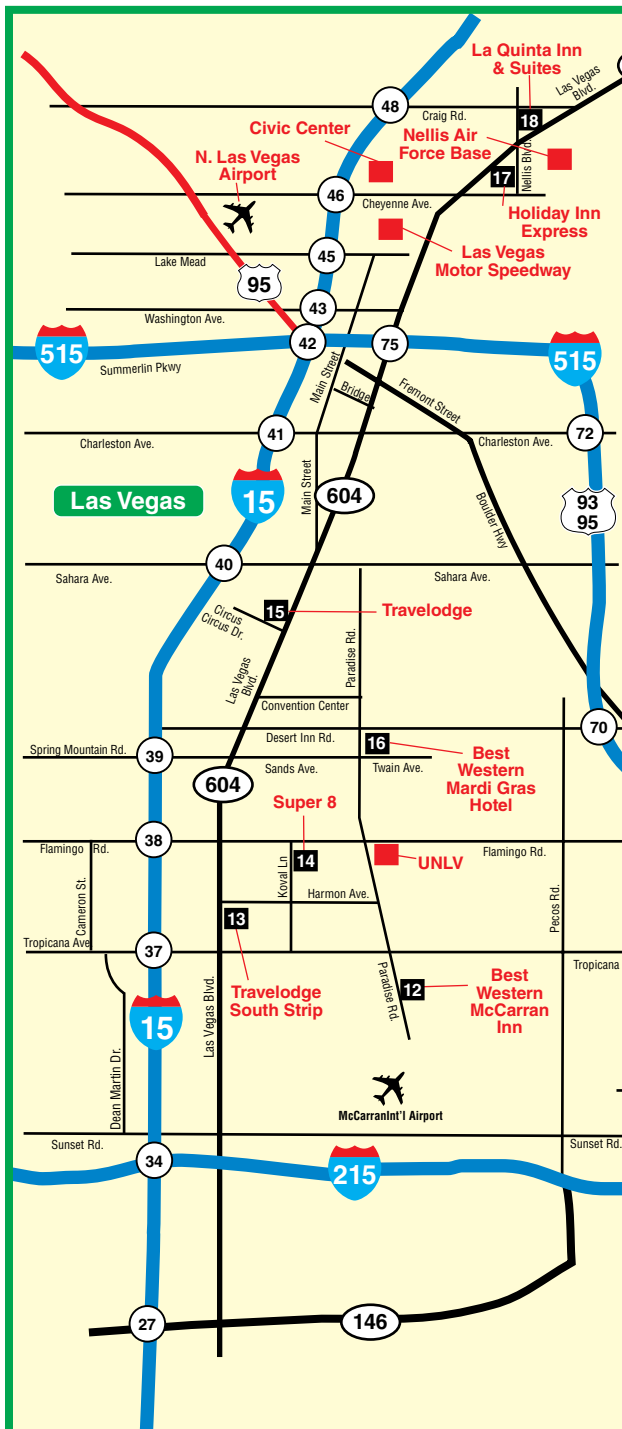 La Quinta Inn
& Suites
Las Vegas
Blvd.
48
Craig Rd.
18
Civic Center
Nellis Air
Force Base
Nellis Blvd.
N. Las Vegas
Airport
17
46
Cheyenne Ave.
Holiday Inn
Express
45
Lake Mead
Las Vegas
Motor Speedway
95
43
Washington Ave.
515
42
75
515
Summerlin Pkwy
Main Street
Bridge
Fremont Street
41
Charleston Ave.
Charleston Ave.
72
Las Vegas
15
Main Street
604
Boulder Hwy
93
95
40
Sahara Ave.
Sahara Ave.
Circus
Circus Dr.
15
Travelodge
Paradise Rd.
Las Vegas
Blvd.
Convention Center
70
Desert Inn Rd.
16
Spring Mountain Rd.
39
Sands Ave.
Twain Ave.
Best
Western
Mardi Gras
Hotel
604
Super 8
38
Flamingo Rd.
Flamingo Rd.
14
UNLV
Cameron St.
Koval Ln
Harmon Ave.
Pecos Rd.
13
37
Tropicana Ave
Tropicana
Travelodge
South Strip
Paradise Rd.
12
Best
Western
McCarran
Inn
15
Las Vegas Blvd.
Dean Martin Dr.
McCarranInt'l Airport
Sunset Rd.
Sunset Rd.
34
215
27
146